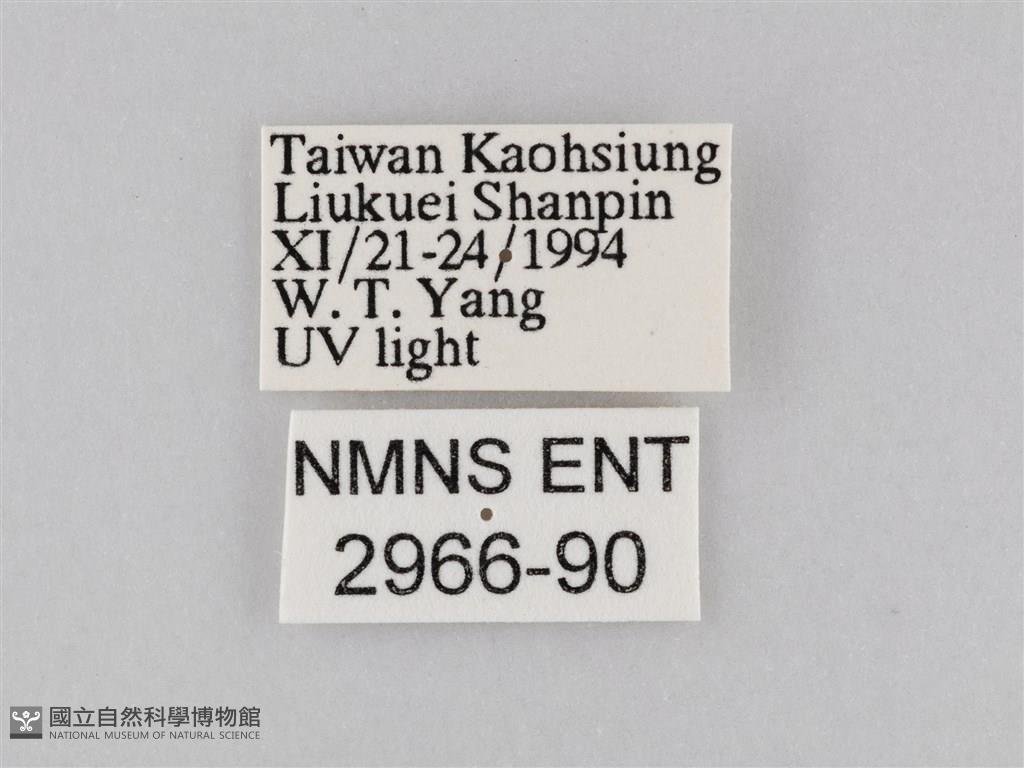 Taiwan Kaohsiung
Liukuei Shanpin
XI/21-24/1994
W. T. Yang
UV light
NMNS ENT
2966-90
國立自然科學博物館
NATIONAL MUSEUM OF NATURAL SCIENCE